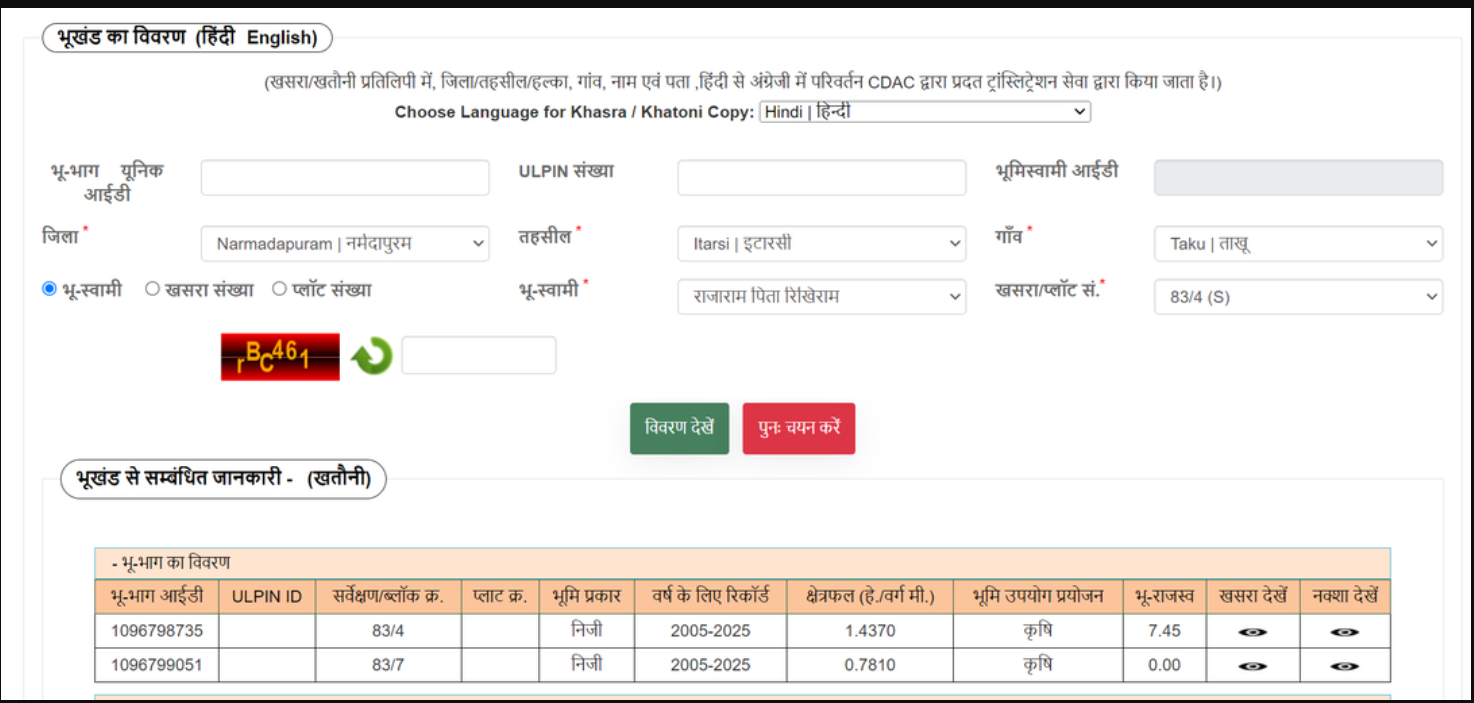 भूखंड का विवरण (हिंदी English)
(खसरा/खतौनी प्रतिलिपी में, जिला/तहसील/हल्का, गांव, नाम एवं पता ,हिंदी से अंग्रेजी में परिवर्तन CDAC द्वारा प्रदत ट्रांस्लिट्रेशन सेवा द्वारा किया जाता है।)
Choose Language for Khasra / Khatoni Copy: Hindi | हिन्दी
भू-भाग यूनिक आईडी ULPIN संख्या भूमिस्वामी आईडी
जिला * Narmadapuram | नर्मदापुरम तहसील * Itarsi | इटारसी गाँव * Taku | ताखू
भू-स्वामी खसरा संख्या प्लॉट संख्या भू-स्वामी * राजाराम पिता रिखिराम खसरा/प्लॉट सं.* 83/4 (S)
rBC461
विवरण देखें पुनः चयन करें
भूखंड से सम्बंधित जानकारी - (खतौनी)
- भू-भाग का विवरण
भू-भाग आईडी ULPIN ID सर्वेक्षण/ब्लॉक क्र. प्लाट क्र. भूमि प्रकार वर्ष के लिए रिकॉर्ड क्षेत्रफल (हे./वर्ग मी.) भूमि उपयोग प्रयोजन भू-राजस्व खसरा देखें नक्शा देखें
1096798735 83/4 निजी 2005-2025 1.4370 कृषि 7.45
1096799051 83/7 निजी 2005-2025 0.7810 कृषि 0.00